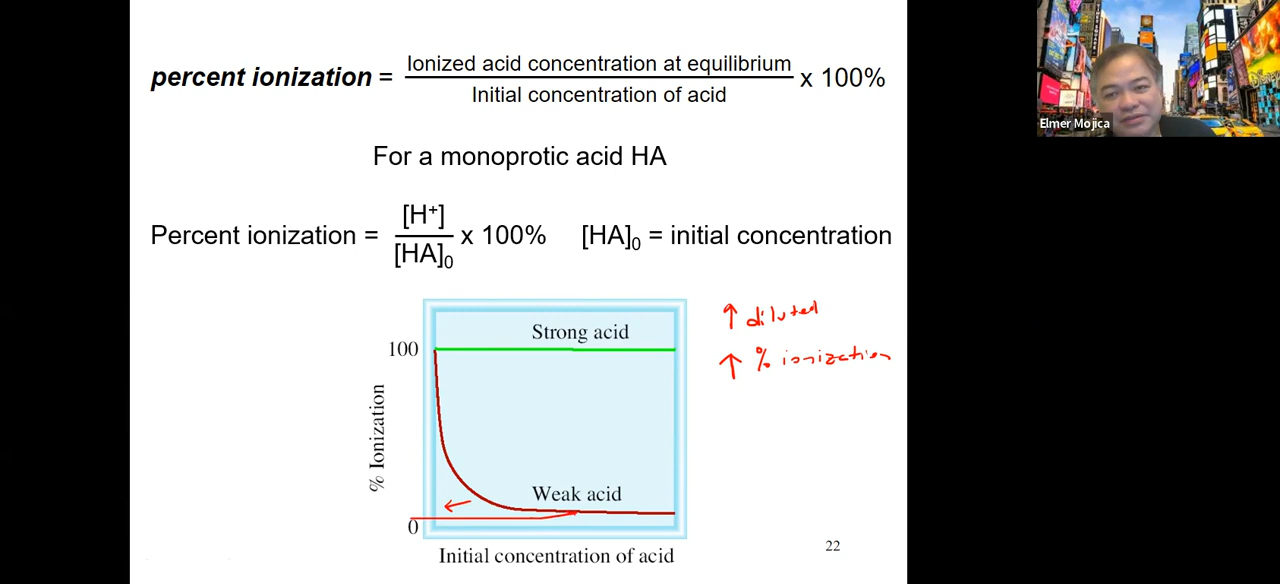 percent ionization = Ionized acid concentration at equilibrium / Initial concentration of acid x 100%
Elmer Mojica
For a monoprotic acid HA
Percent ionization = [H⁺] / [HA]₀ x 100% [HA]₀ = initial concentration
↑ diluted
↑ % ionization
Strong acid
100
% Ionization
Weak acid
0
Initial concentration of acid
22